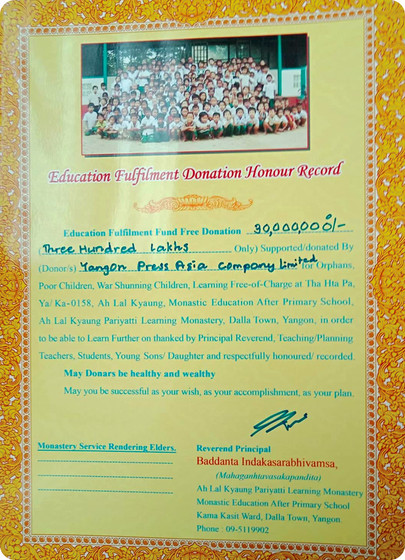 Education Fulfilment Donation Honour Record
Education Fulfilment Fund Free Donation 30,000,000/-
(Three Hundred Lakhs Only) Supported/donated By
(Donor/s) Yangon Press Asia Company Limited for Orphans,
Poor Children, War Shunning Children, Learning Free-of-Charge at Tha Hta Pa,
Ya/ Ka-0158, Ah Lal Kyaung, Monastic Education After Primary School,
Ah Lal Kyaung Pariyatti Learning Monastery, Dalla Town, Yangon, in order
to be able to Learn Further on thanked by Principal Reverend, Teaching/Planning
Teachers, Students, Young Sons/ Daughter and respectfully honoured/ recorded.
May Donars be healthy and wealthy
May you be successful as your wish, as your accomplishment, as your plan.
Monastery Service Rendering Elders.
Reverend Principal
Baddanta Indakasarabhivamsa,
(Mahaganhtavasakapandita)
Ah Lal Kyaung Pariyatti Learning Monastery
Monastic Education After Primary School
Kama Kasit Ward, Dalla Town, Yangon.
Phone : 09-5119902